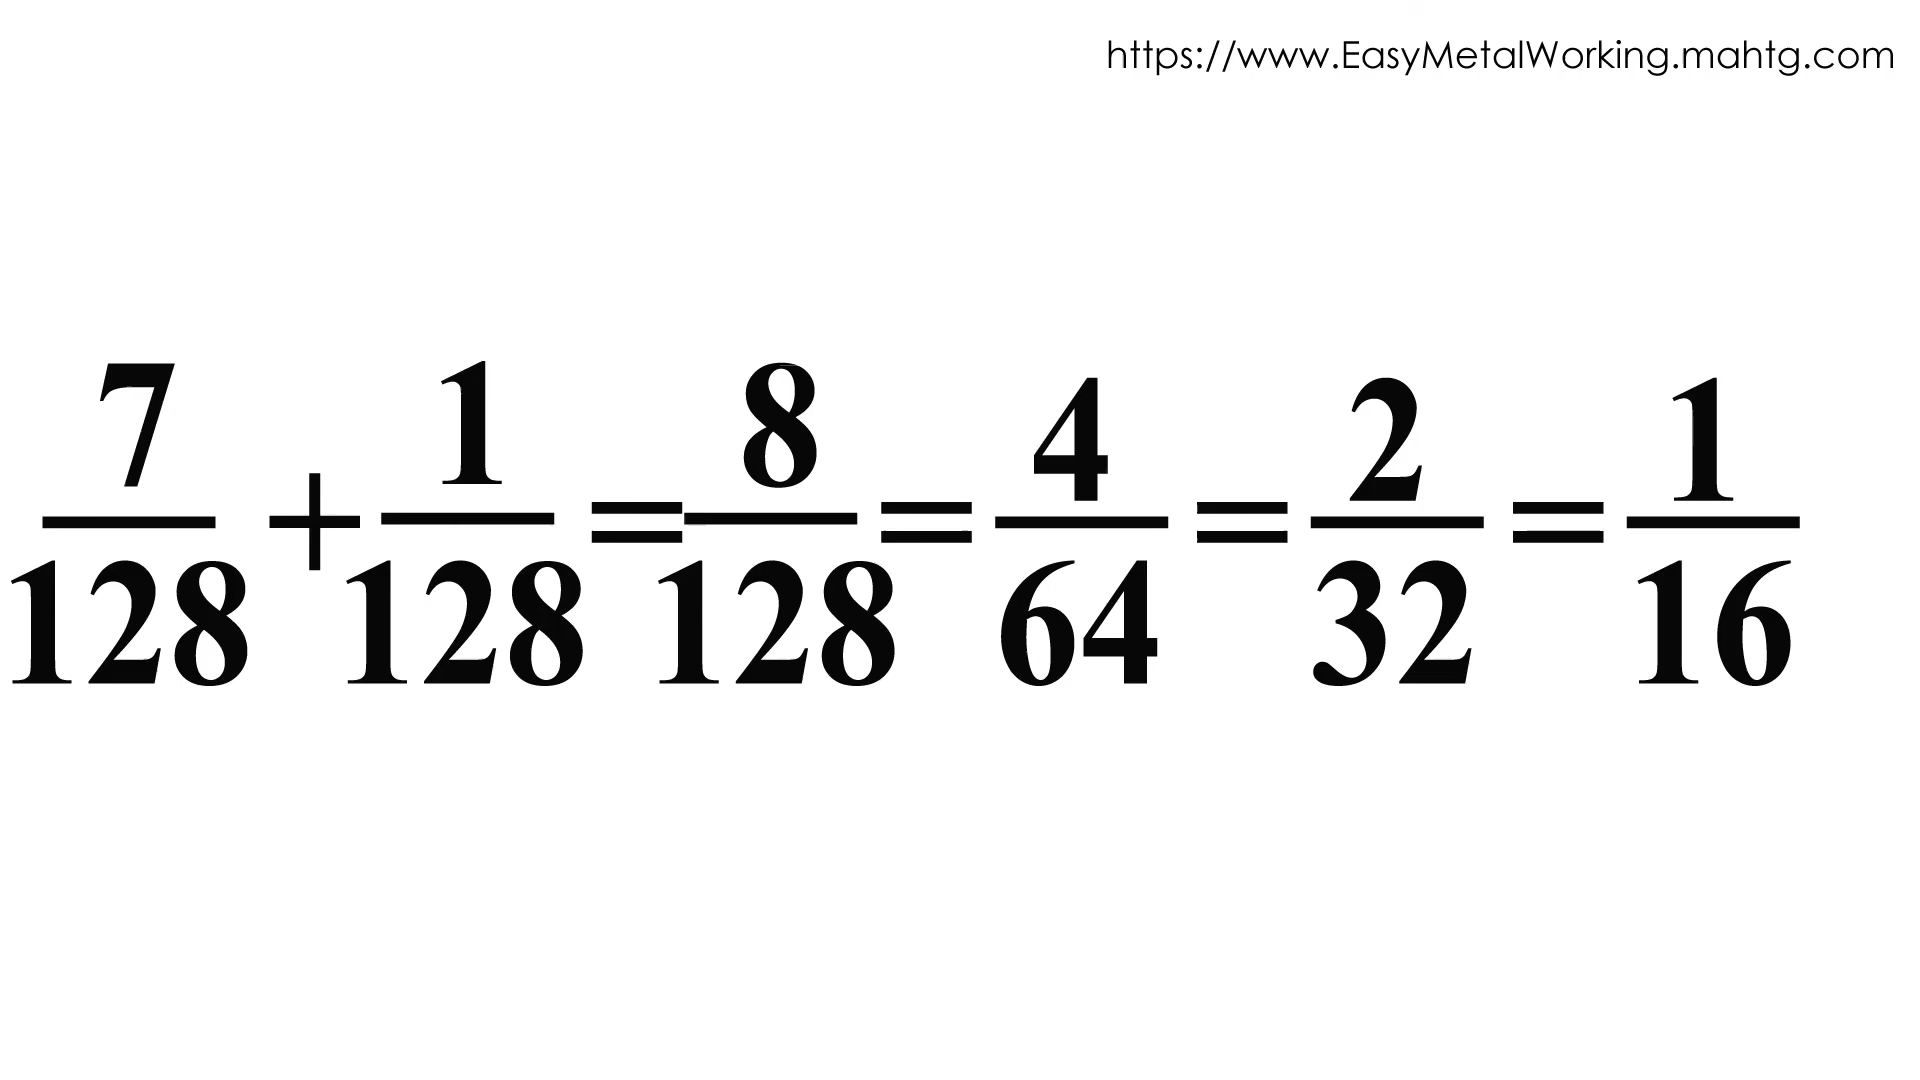 https://www.EasyMetalWorking.mahtg.com
7/128 + 1/128 = 8/128 = 4/64 = 2/32 = 1/16